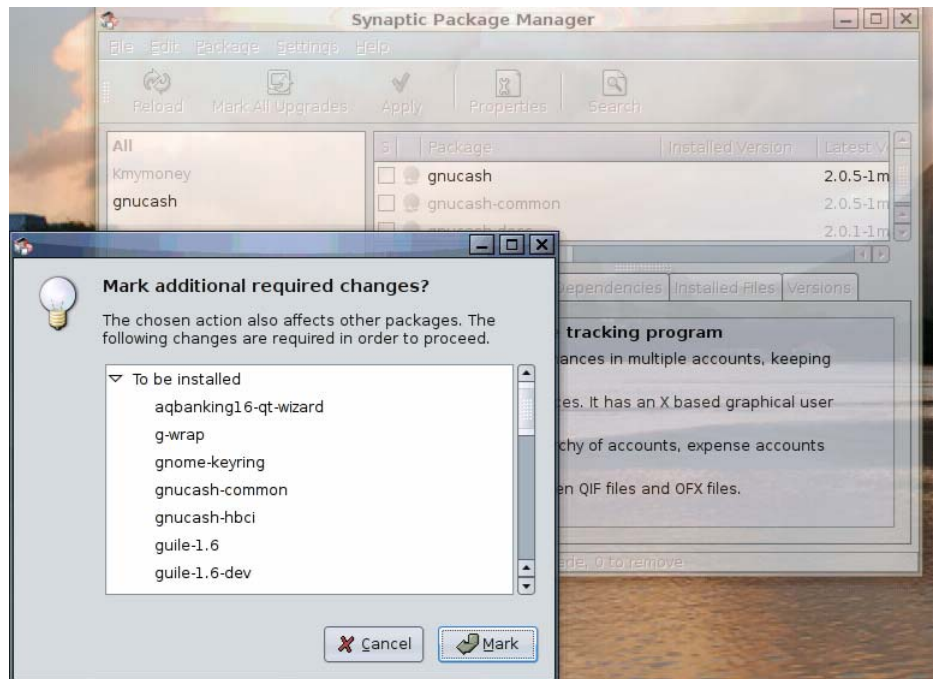 Synaptic Package Manager
File Edit Package Settings Help
Reload Mark All Upgrades Apply Properties Search
All
Kmymoney
gnucash
S Package Installed Version Latest V
gnucash 2.0.5-1m
gnucash-common 2.0.5-1m
2.0.1-1m
Dependencies Installed Files Versions
tracking program
ances in multiple accounts, keeping
es. It has an X based graphical user
chy of accounts, expense accounts
en QIF files and OFX files.
0 to remove
Mark additional required changes?
The chosen action also affects other packages. The
following changes are required in order to proceed.
To be installed
aqbanking16-qt-wizard
g-wrap
gnome-keyring
gnucash-common
gnucash-hbci
guile-1.6
guile-1.6-dev
Cancel Mark